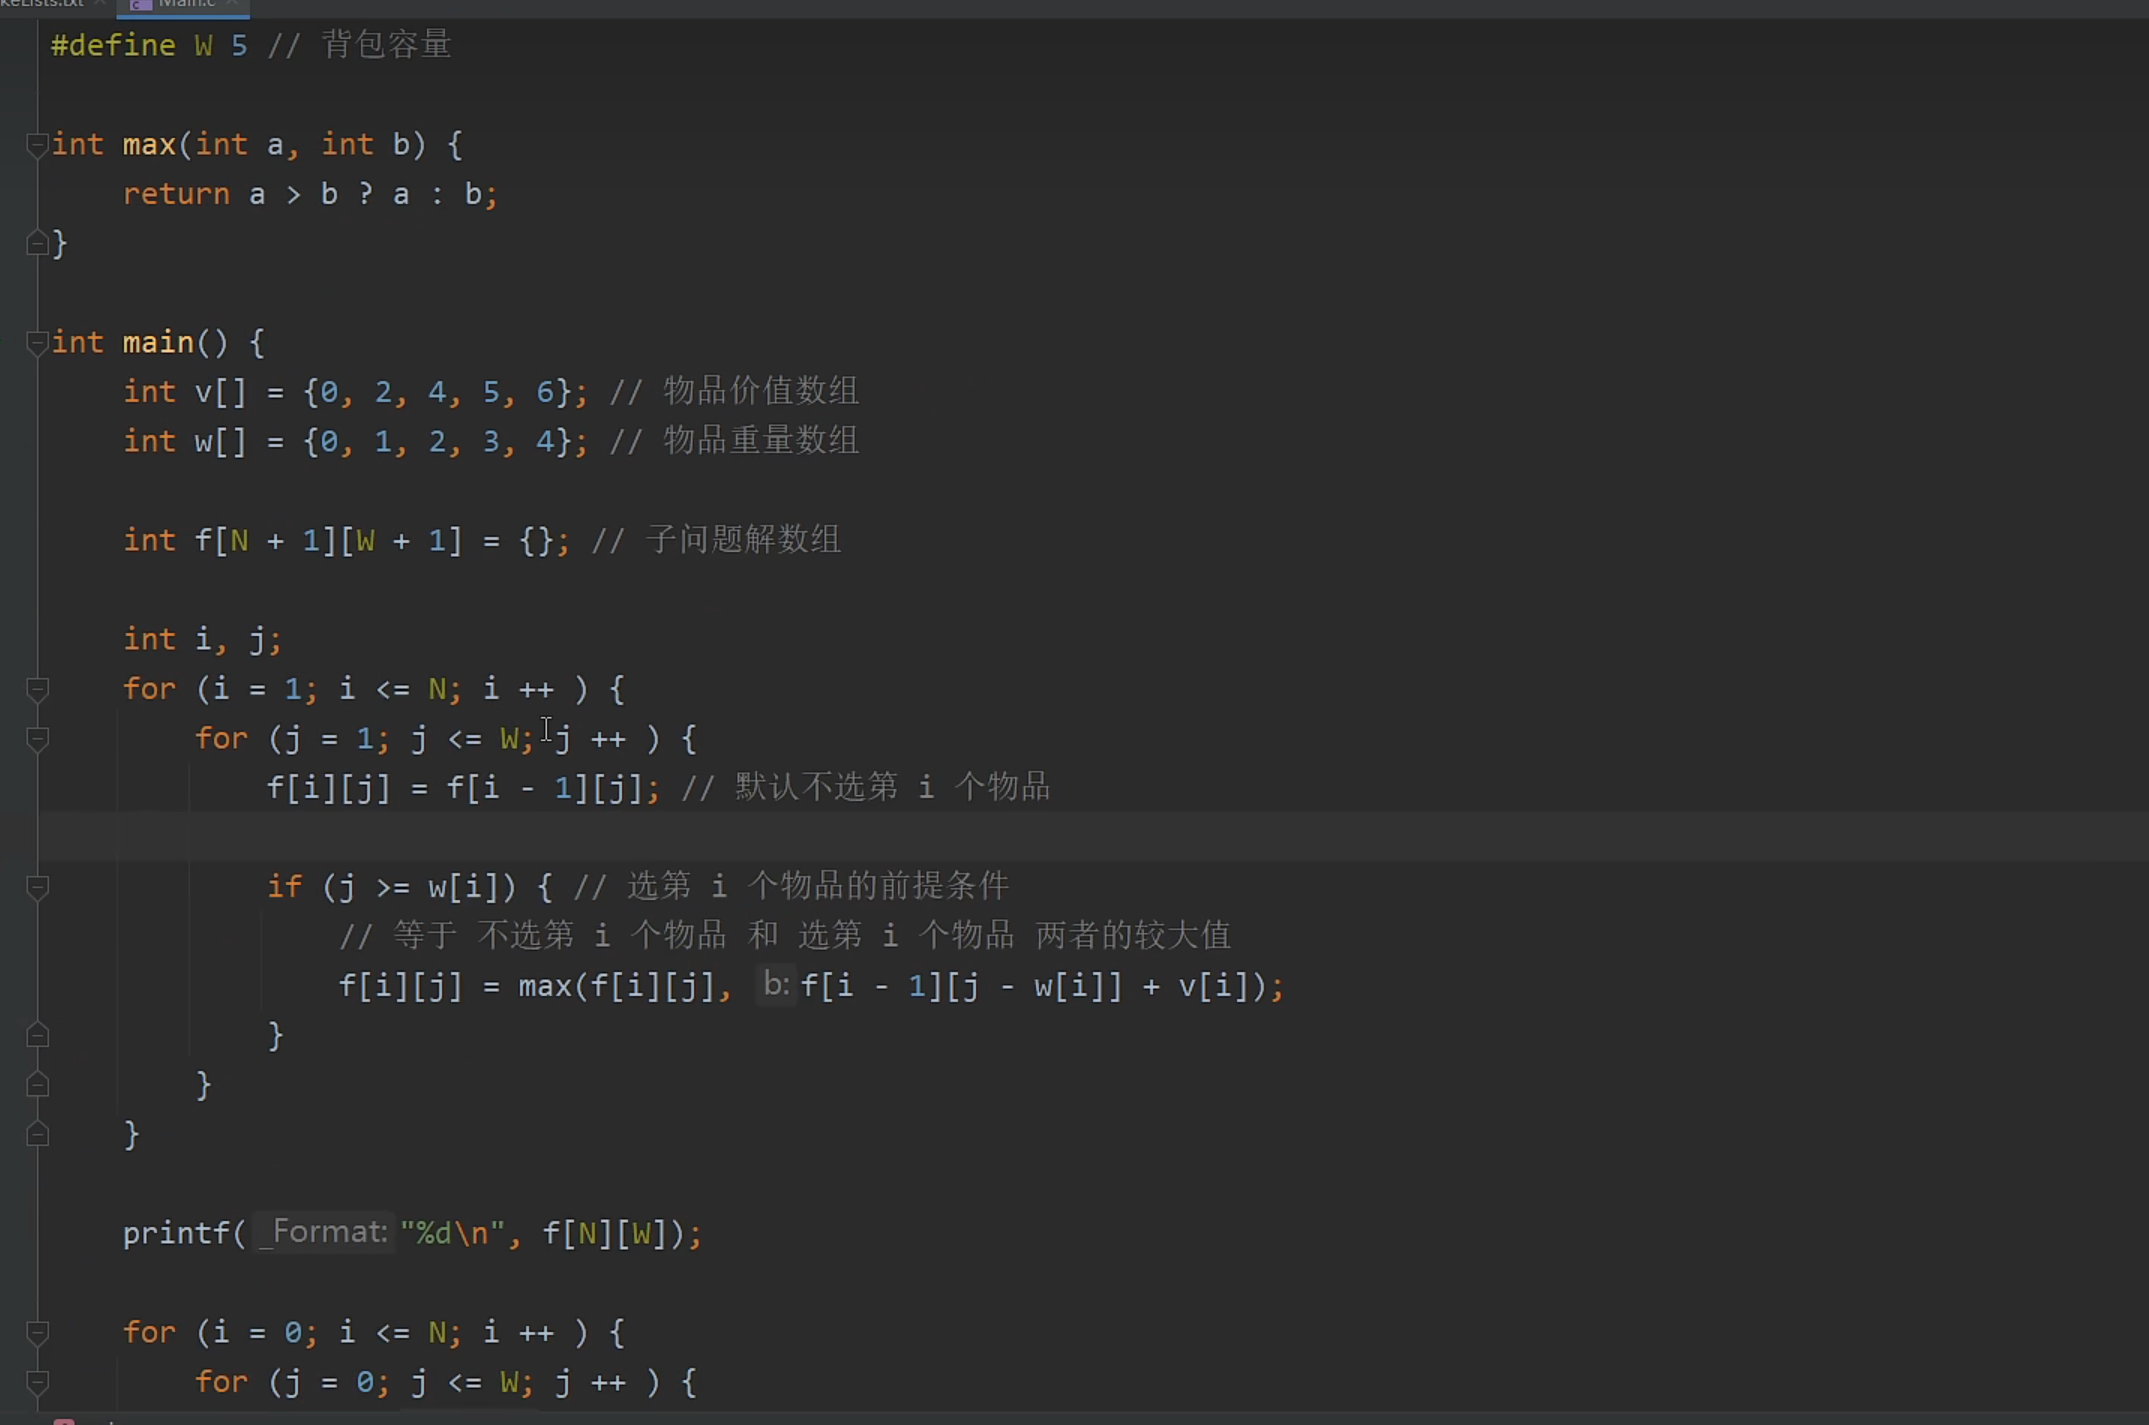 Main.c
#define W 5 // 背包容量
int max(int a, int b) {
return a > b ? a : b;
}
int main() {
int v[] = {0, 2, 4, 5, 6}; // 物品价值数组
int w[] = {0, 1, 2, 3, 4}; // 物品重量数组
int f[N + 1][W + 1] = {}; // 子问题解数组
int i, j;
for (i = 1; i <= N; i ++ ) {
for (j = 1; j <= W; j ++ ) {
f[i][j] = f[i - 1][j]; // 默认不选第 i 个物品
if (j >= w[i]) { // 选第 i 个物品的前提条件
// 等于 不选第 i 个物品 和 选第 i 个物品 两者的较大值
f[i][j] = max(f[i][j], b: f[i - 1][j - w[i]] + v[i]);
}
}
}
printf( _Format: "%d\n", f[N][W]);
for (i = 0; i <= N; i ++ ) {
for (j = 0; j <= W; j ++ ) {